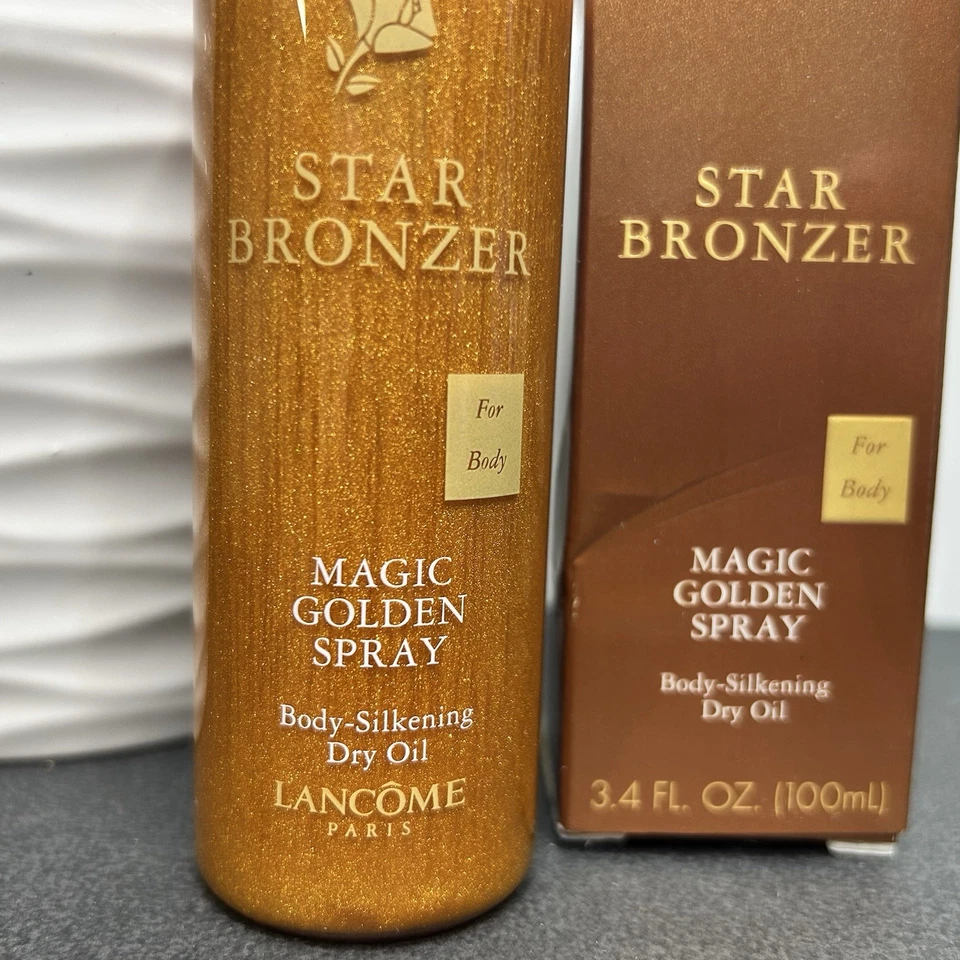 STAR
BRONZER
For
Body
MAGIC
GOLDEN
SPRAY
Body-Silkening
Dry Oil
LANCÔME
PARIS
STAR
BRONZER
For
Body
MAGIC
GOLDEN
SPRAY
Body-Silkening
Dry Oil
3.4 FL. OZ. (100mL)